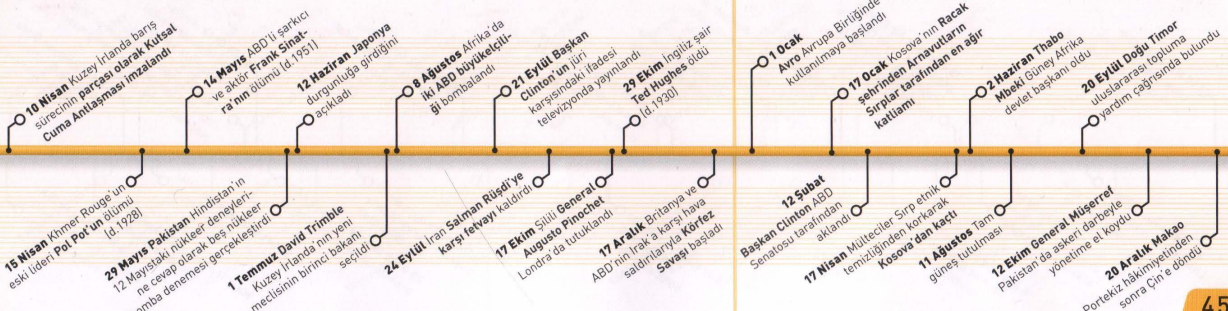 10 Nisan Kuzey İrlanda barış
sürecinin parçası olarak Kutsal
Cuma Antlaşması imzalandı
15 Nisan Khmer Rouge'un
eski lideri Pol Pot'un ölümü
(d.1928)
14 Mayıs ABD'li şarkıcı
ve aktör Frank Sinat-
ra'nın ölümü (d.1951)
29 Mayıs Pakistan Hindistan'ın
12 Mayıstaki nükleer deneyleri-
ne cevap olarak beş nükleer
bomba denemesi gerçekleştirdi
12 Haziran Japonya
durgunluğa girdiğini
açıkladı
1 Temmuz David Trimble
Kuzey İrlanda'nın yeni
meclisinin birinci bakanı
seçildi
8 Ağustos Afrika'da
iki ABD büyükelçili-
ği bombalandı
21 Eylül Başkan
Clinton'un jüri
karşısındaki ifadesi
televizyonda yayınlandı
24 Eylül İran Salman Rüşdi'ye
karşı fetvayı kaldırdı
17 Ekim Şilili General
Augusto Pinochet
Londra'da tutuklandı
29 Ekim İngiliz şair
Ted Hughes öldü
(d.1930)
17 Aralık Britanya ve
ABD'nin Irak'a karşı hava
saldırılarıyla Körfez
Savaşı başladı
1 Ocak
Avro Avrupa Birliğinde
kullanılmaya başlandı
17 Ocak Kosova'nın Racak
şehrinden Arnavutların
Sırplar tarafından en ağır
katliamı
12 Şubat
Başkan Clinton ABD
Senatosu tarafından
aklandı
17 Nisan Mülteciler Sırp etnik
temizliğinden korkarak
Kosova'dan kaçtı
2 Haziran Thabo
Mbeki Güney Afrika
devlet başkanı oldu
11 Ağustos Tam
güneş tutulması
20 Eylül Doğu Timor
uluslararası topluma
yardım çağrısında bulundu
12 Ekim General Müşerref
Pakistan'da askeri darbeyle
yönetime el koydu
20 Aralık Makao
Portekiz hâkimiyetinden
sonra Çin'e döndü
45